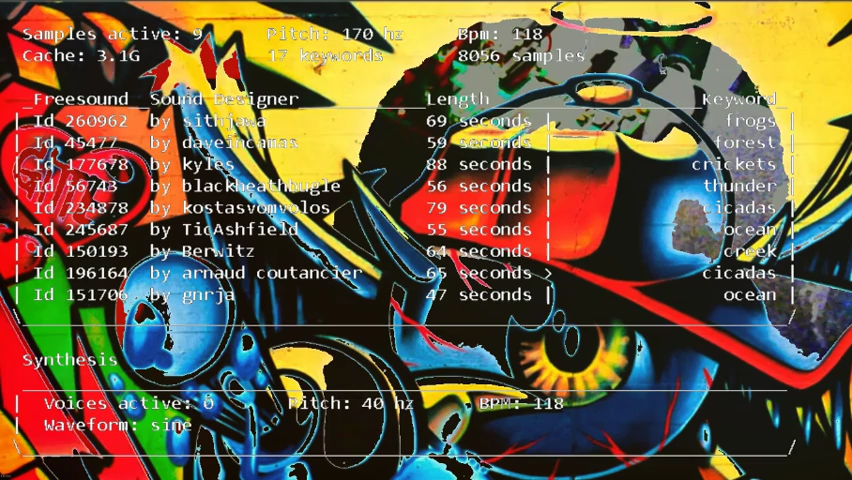 Samples active: 9 Pitch: 170 hz Bpm: 118
Cache: 3.1G 17 keywords 8056 samples
Freesound Sound Designer Length Keyword
Id 260962 by sithjawa 69 seconds frogs
Id 45477 by daveincamas 59 seconds forest
Id 177678 by kyles 88 seconds crickets
Id 56743 by blackheathbugle 56 seconds thunder
Id 234878 by kostasvomvolos 79 seconds cicadas
Id 245687 by TicAshfield 55 seconds ocean
Id 150193 by Berwitz 64 seconds creek
Id 196164 by arnaud coutancier 65 seconds cicadas
Id 151706 by gnrja 47 seconds ocean
Synthesis
Voices active: 0 Pitch: 40 hz BPM: 118
Waveform: sine